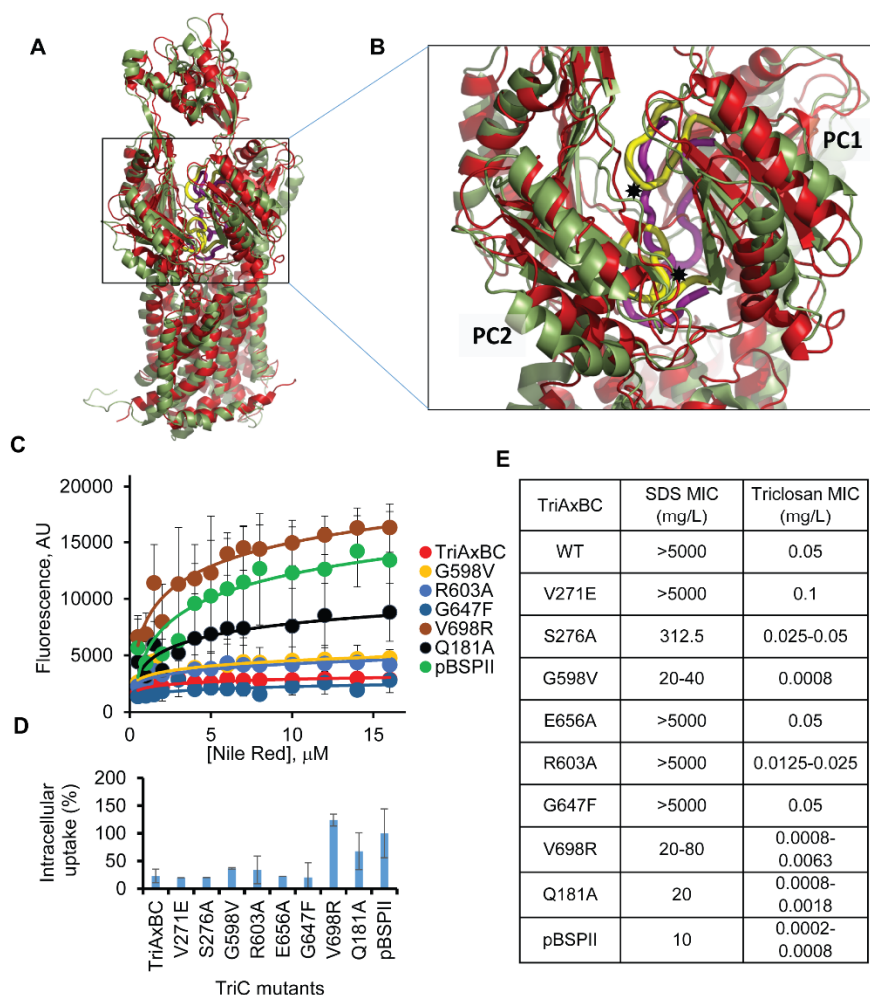 A
B
PC1
PC2
C
20000
15000
10000
5000
0
Fluorescence, AU
0
5
10
15
[Nile Red], μM
TriAxBC
G598V
R603A
G647F
V698R
Q181A
pBSPII
D
200
150
100
50
0
Intracellular
uptake (%)
TriAxBC
V271E
S276A
G598V
R603A
E656A
G647F
V698R
Q181A
pBSPII
TriC mutants
E
TriAxBC SDS MIC (mg/L) Triclosan MIC (mg/L)
WT >5000 0.05
V271E >5000 0.1
S276A 312.5 0.025-0.05
G598V 20-40 0.0008
E656A >5000 0.05
R603A >5000 0.0125-0.025
G647F >5000 0.05
V698R 20-80 0.0008-0.0063
Q181A 20 0.0008-0.0018
pBSPII 10 0.0002-0.0008